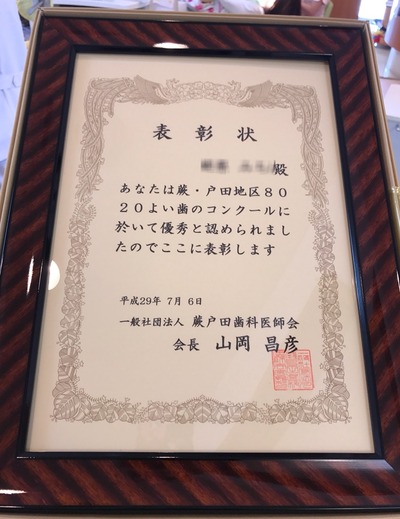 表彰状
殿
あなたは蕨・戸田地区８０
２０よい歯のコンクールに
於いて優秀と認められまし
たのでここに表彰します
平成29年 7月 6日
一般社団法人 蕨戸田歯科医師会
会長 山岡 昌彦